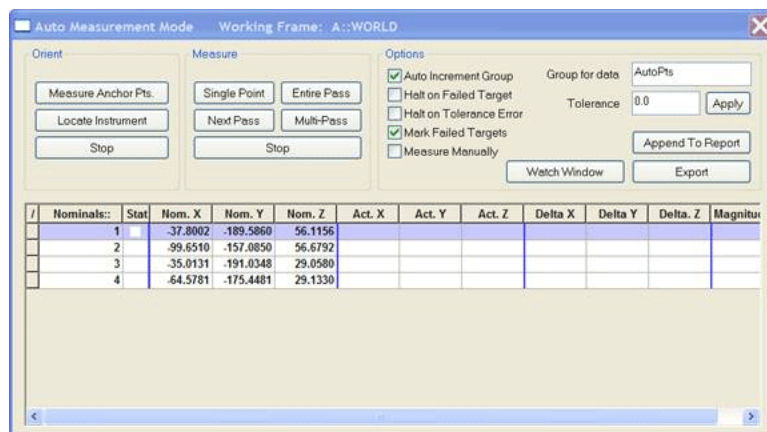 Auto Measurement Mode Working Frame: A::WORLD
Orient
Measure Anchor Pts.
Locate Instrument
Stop
Measure
Single Point Entire Pass
Next Pass Multi-Pass
Stop
Options
Auto Increment Group
Halt on Failed Target
Halt on Tolerance Error
Mark Failed Targets
Measure Manually
Group for data AutoPts
Tolerance 0.0 Apply
Append To Report
Watch Window Export
/ Nominals:: Stat Nom. X Nom. Y Nom. Z Act. X Act. Y Act. Z Delta X Delta Y Delta. Z Magnitu
1 -37.8002 -189.5860 56.1156
2 -99.6510 -157.0850 56.6792
3 -35.0131 -191.0348 29.0580
4 -64.5781 -175.4481 29.1330